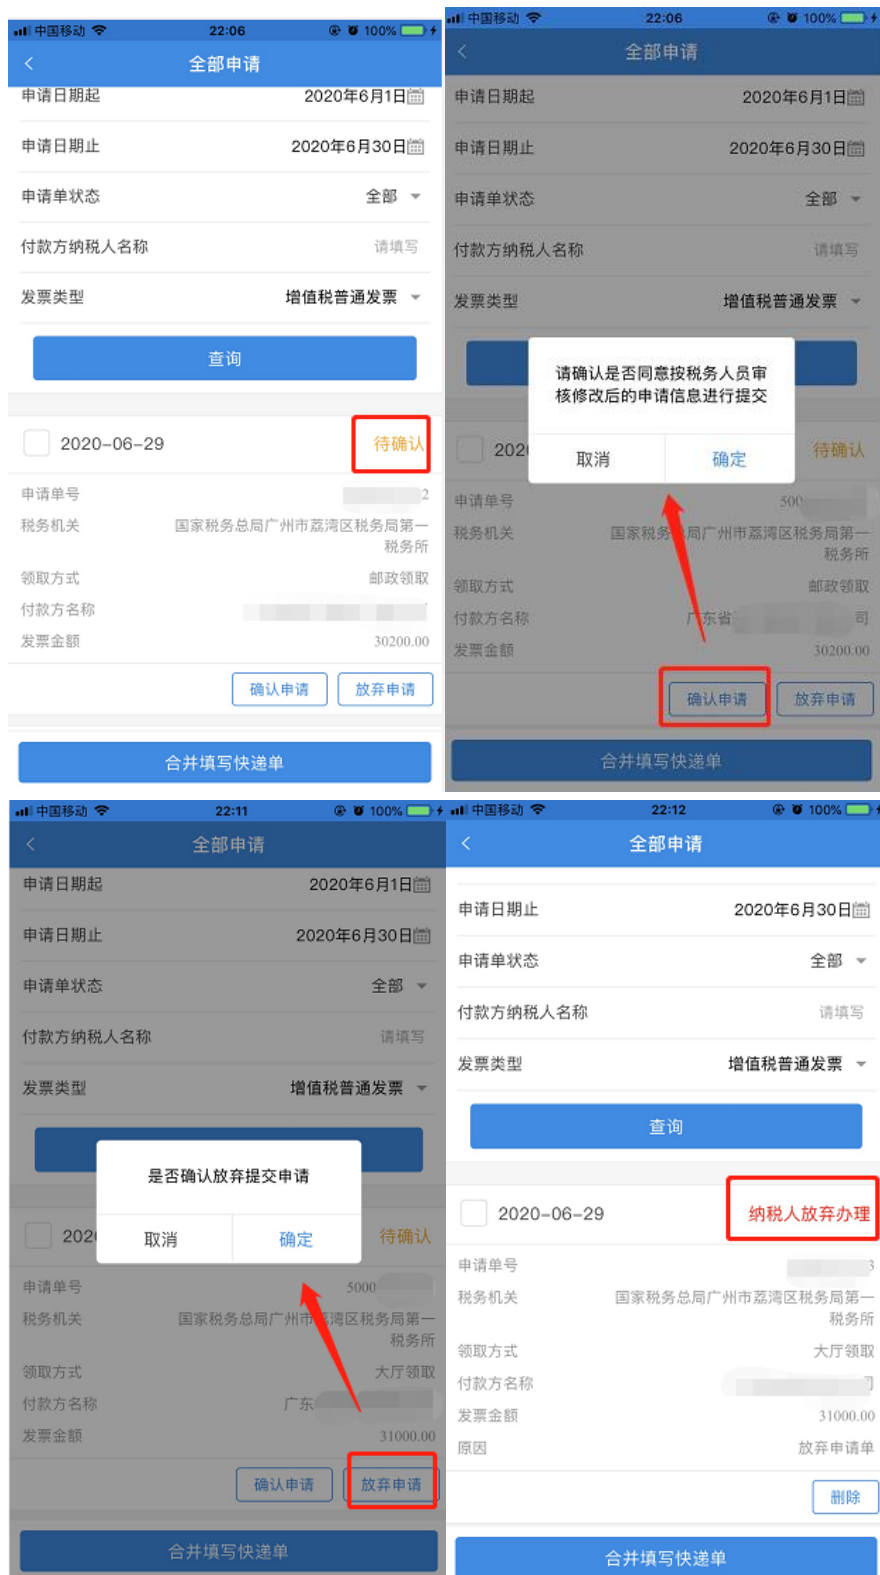 中国移动
22:06
100%
全部申请
申请日期起
2020年6月1日
申请日期止
2020年6月30日
申请单状态
全部
付款方纳税人名称
请填写
发票类型
增值税普通发票
查询
2020-06-29
待确认
申请单号
2
税务机关
国家税务总局广州市荔湾区税务局第一
税务所
领取方式
邮政领取
付款方名称
发票金额
30200.00
确认申请
放弃申请
合并填写快递单
中国移动
22:06
100%
全部申请
申请日期起
2020年6月1日
申请日期止
2020年6月30日
申请单状态
全部
付款方纳税人名称
请填写
发票类型
增值税普通发票
请确认是否同意按税务人员审
核修改后的申请信息进行提交
取消
确定
202
待确认
申请单号
500
税务机关
国家税务总局广州市荔湾区税务局第一
税务所
领取方式
邮政领取
付款方名称
广东省
司
发票金额
30200.00
确认申请
放弃申请
合并填写快递单
中国移动
22:11
100%
全部申请
申请日期起
2020年6月1日
申请日期止
2020年6月30日
申请单状态
全部
付款方纳税人名称
请填写
发票类型
增值税普通发票
是否确认放弃提交申请
取消
确定
202
待确认
申请单号
5000
税务机关
国家税务总局广州市荔湾区税务局第一
税务所
领取方式
大厅领取
付款方名称
广东
发票金额
31000.00
确认申请
放弃申请
合并填写快递单
中国移动
22:12
100%
全部申请
申请日期止
2020年6月30日
申请单状态
全部
付款方纳税人名称
请填写
发票类型
增值税普通发票
查询
2020-06-29
纳税人放弃办理
申请单号
3
税务机关
国家税务总局广州市荔湾区税务局第一
税务所
领取方式
大厅领取
付款方名称
司
发票金额
31000.00
原因
放弃申请单
删除
合并填写快递单